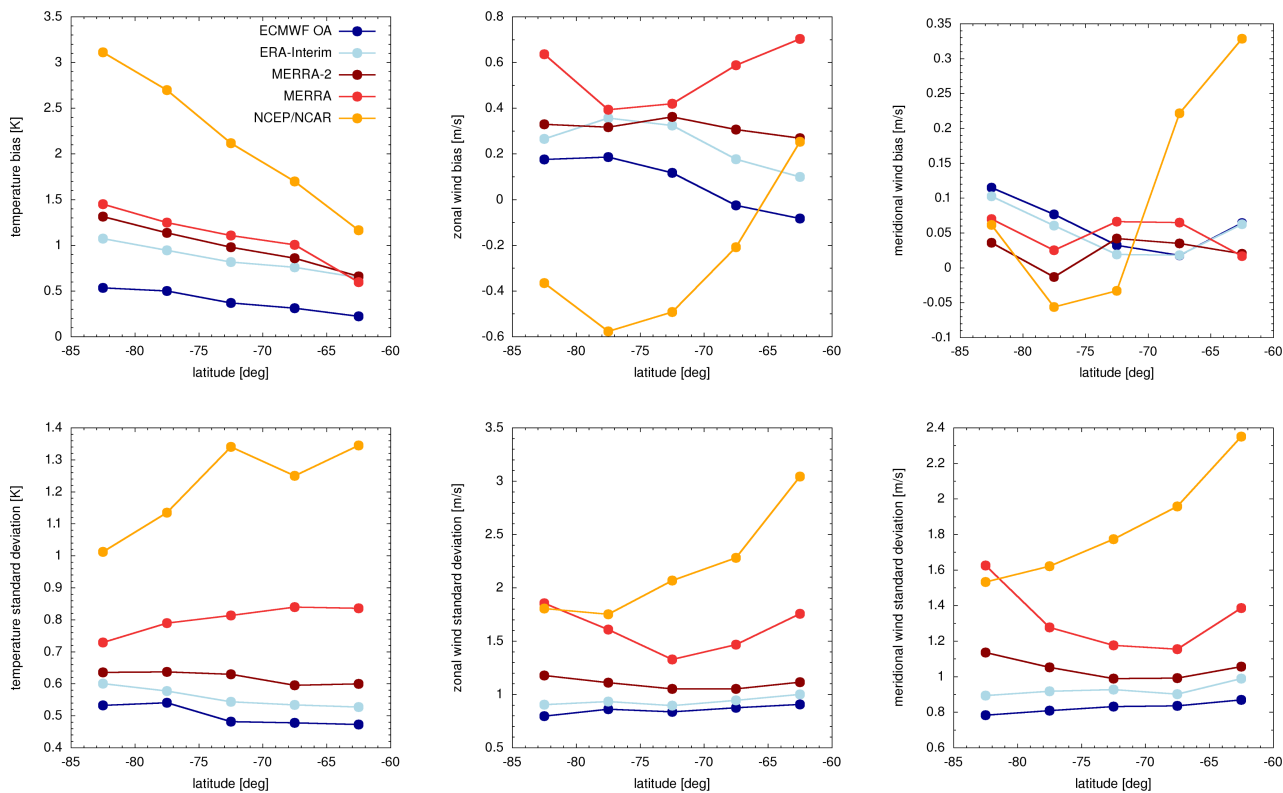 temperature bias [K]
3.5
3
2.5
2
1.5
1
0.5
0
-85 -80 -75 -70 -65 -60
latitude [deg]
ECMWF OA
ERA-Interim
MERRA-2
MERRA
NCEP/NCAR
zonal wind bias [m/s]
0.8
0.6
0.4
0.2
0
-0.2
-0.4
-0.6
-85 -80 -75 -70 -65 -60
latitude [deg]
meridional wind bias [m/s]
0.35
0.3
0.25
0.2
0.15
0.1
0.05
0
-0.05
-0.1
-85 -80 -75 -70 -65 -60
latitude [deg]
temperature standard deviation [K]
1.4
1.3
1.2
1.1
1
0.9
0.8
0.7
0.6
0.5
0.4
-85 -80 -75 -70 -65 -60
latitude [deg]
zonal wind standard deviation [m/s]
3.5
3
2.5
2
1.5
1
0.5
-85 -80 -75 -70 -65 -60
latitude [deg]
meridional wind standard deviation [m/s]
2.4
2.2
2
1.8
1.6
1.4
1.2
1
0.8
0.6
-85 -80 -75 -70 -65 -60
latitude [deg]